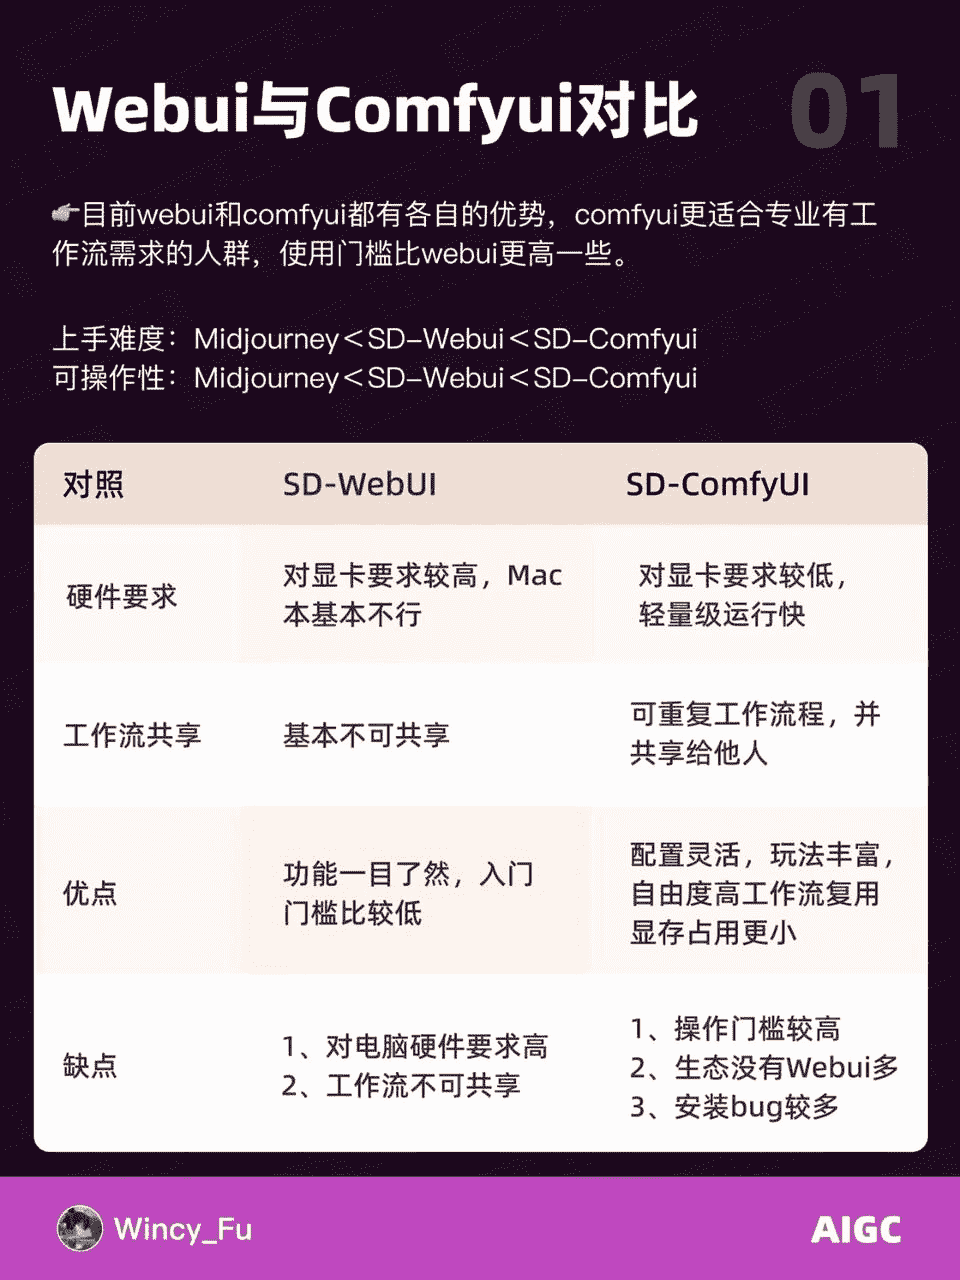 Webui与Comfyui对比
01
👉目前webui和comfyui都有各自的优势，comfyui更适合专业有工
作流需求的人群，使用门槛比webui更高一些。
上手难度：Midjourney＜SD-Webui＜SD-Comfyui
可操作性：Midjourney＜SD-Webui＜SD-Comfyui
对照
SD-WebUI
SD-ComfyUI
硬件要求
对显卡要求较高，Mac
本基本不行
对显卡要求较低，
轻量级运行快
工作流共享
基本不可共享
可重复工作流程，并
共享给他人
优点
功能一目了然，入门
门槛比较低
配置灵活，玩法丰富，
自由度高工作流复用
显存占用更小
缺点
1、对电脑硬件要求高
2、工作流不可共享
1、操作门槛较高
2、生态没有Webui多
3、安装bug较多
Wincy_Fu
AIGC